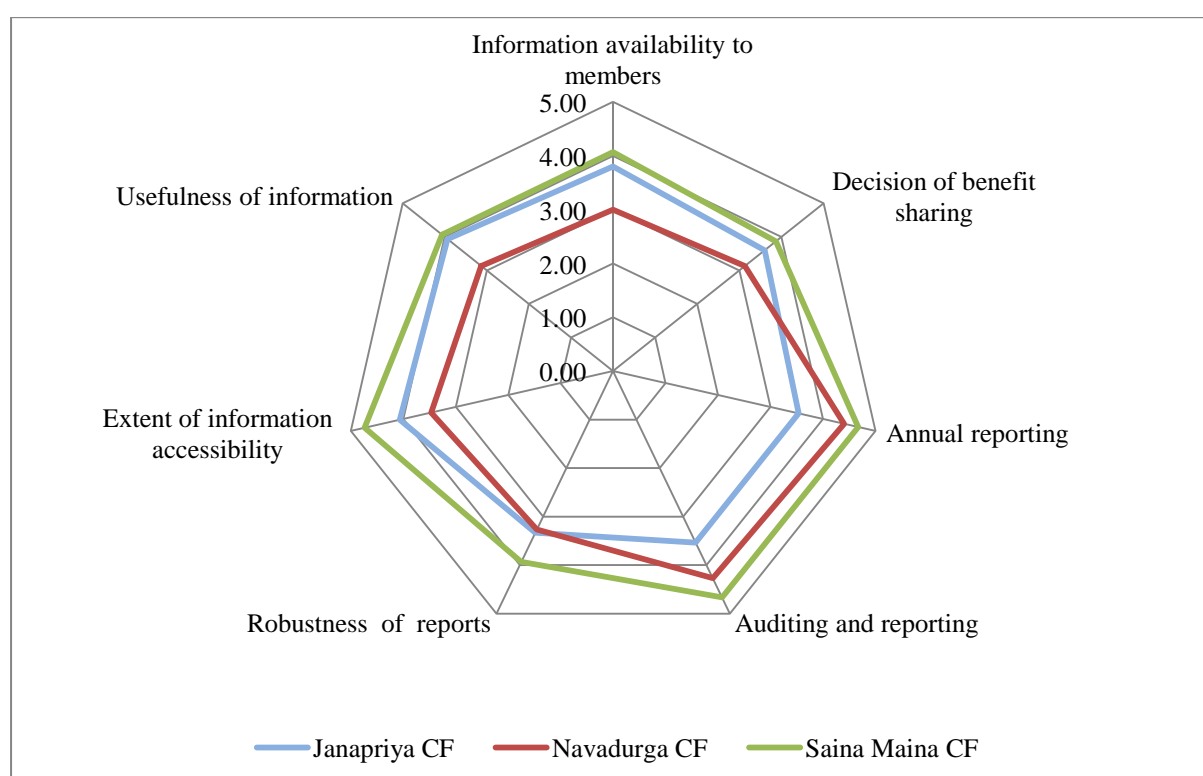 Information availability to
members
5.00
4.00
3.00
2.00
1.00
0.00
Decision of benefit
sharing
Annual reporting
Auditing and reporting
Robustness of reports
Extent of information
accessibility
Usefulness of information
Janapriya CF
Navadurga CF
Saina Maina CF